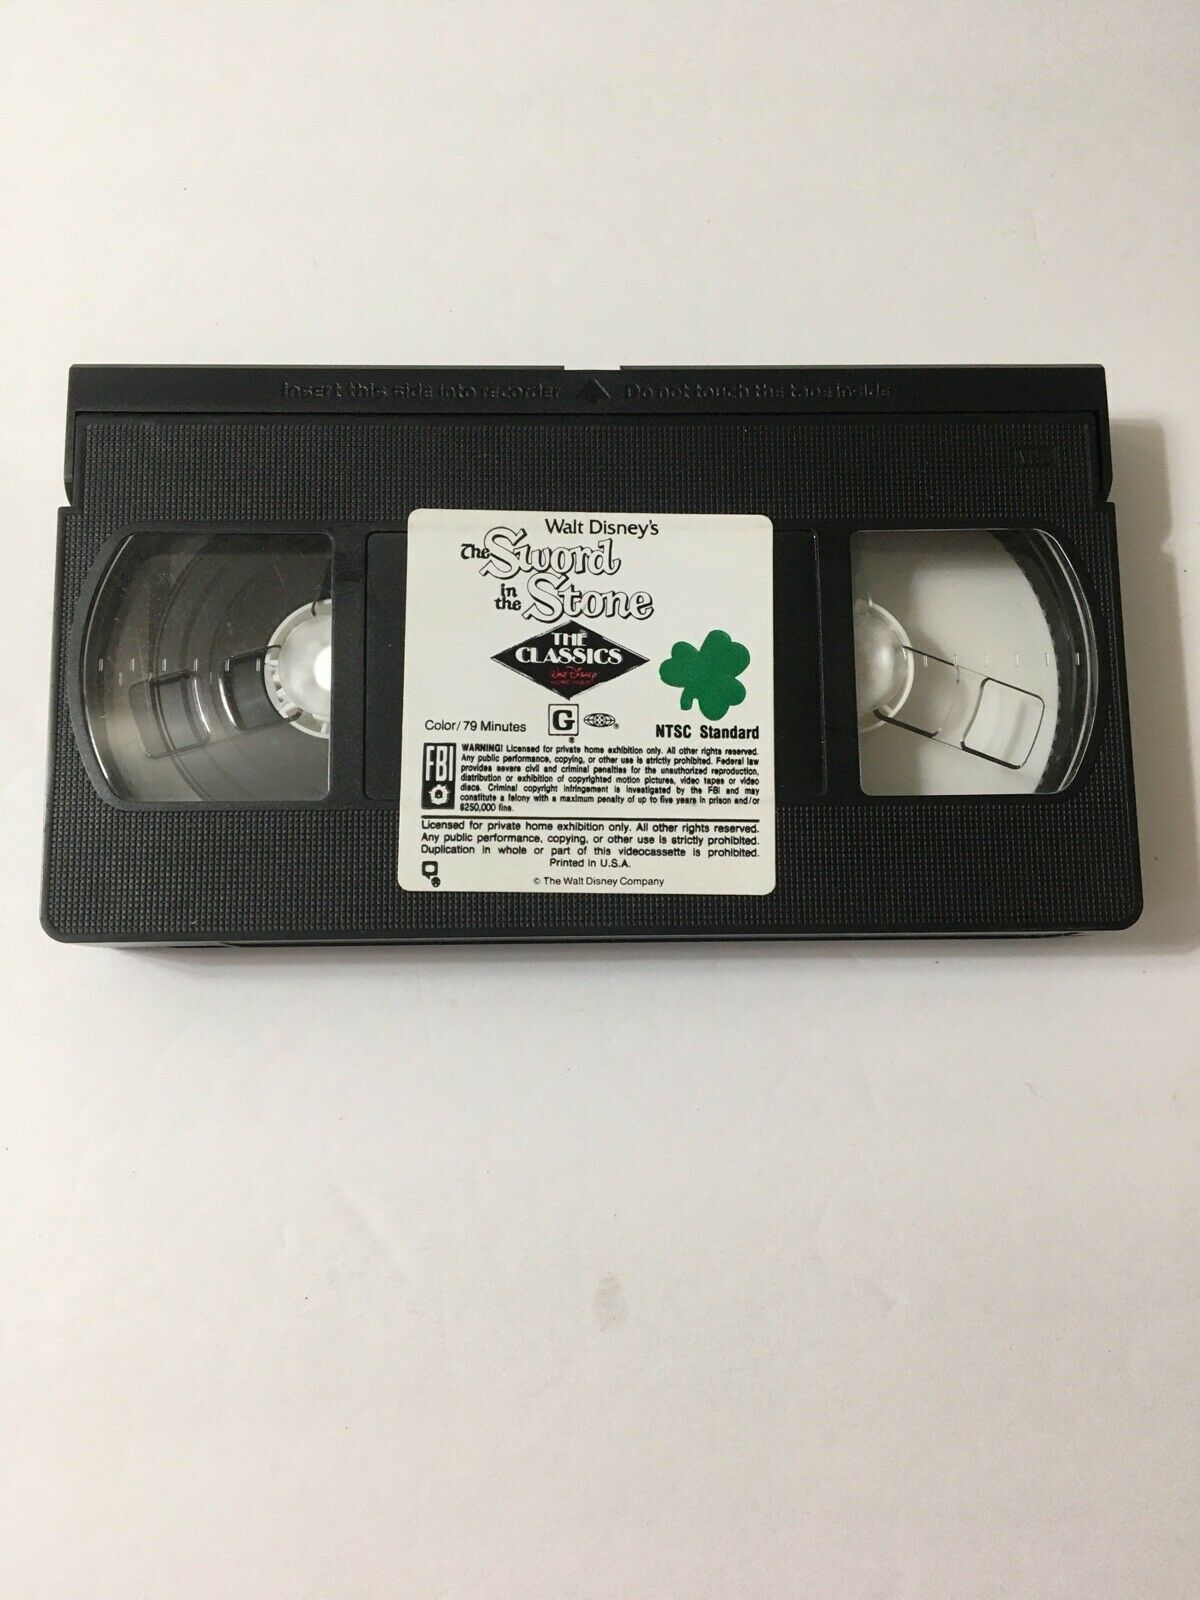 Insert this side into recorder Do not touch the tape inside
VHS
Walt Disney's
The Sword
in the Stone
THE
CLASSICS
Walt Disney
HOME VIDEO
Color/79 Minutes G ® ®
NTSC Standard
FBI
WARNING! Licensed for private home exhibition only. All other rights reserved.
Any public performance, copying, or other use is strictly prohibited. Federal law
provides severe civil and criminal penalties for the unauthorized reproduction,
distribution or exhibition of copyrighted motion pictures, video tapes or video
discs. Criminal copyright infringement is investigated by the FBI and may
constitute a felony with a maximum penalty of up to five years in prison and/or
$250,000 fine.
Licensed for private home exhibition only. All other rights reserved.
Any public performance, copying, or other use is strictly prohibited.
Duplication in whole or part of this videocassette is prohibited.
Printed in U.S.A.
© The Walt Disney Company